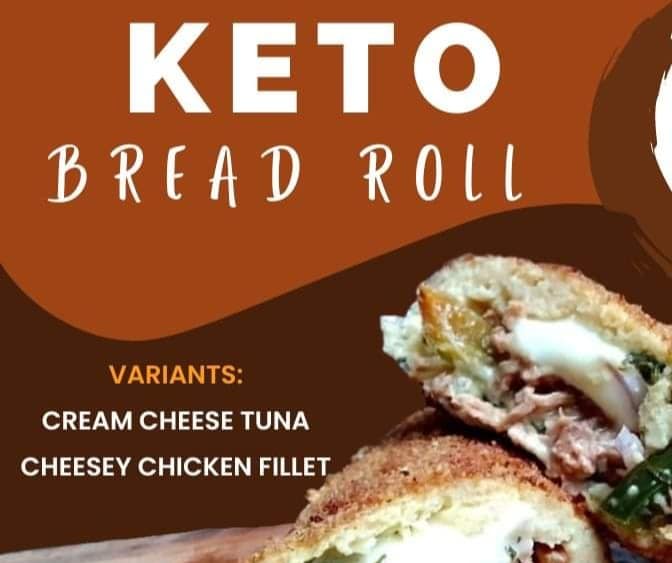 KETO
BREAD ROLL
VARIANTS:
CREAM CHEESE TUNA
CHEESEY CHICKEN FILLET